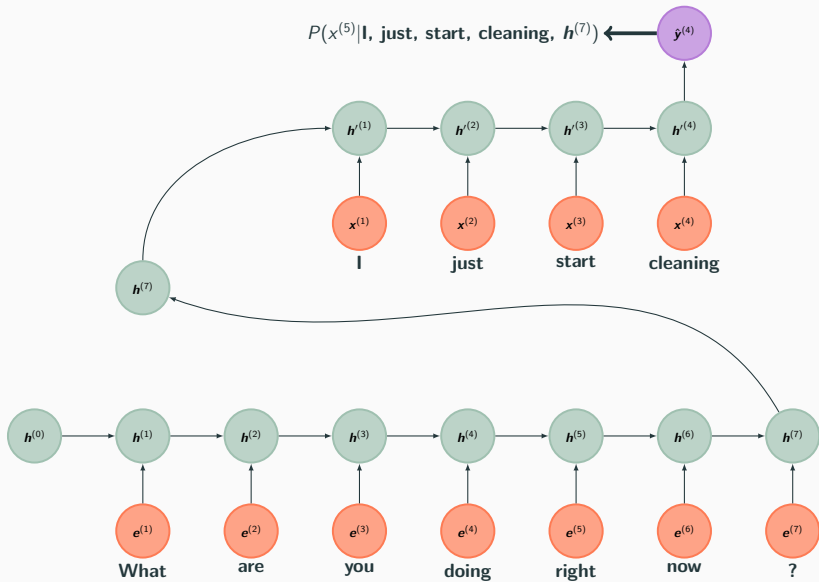 P(x^(5)|I, just, start, cleaning, h^(7)) ŷ^(4)
h′^(1) h′^(2) h′^(3) h′^(4)
x^(1) x^(2) x^(3) x^(4)
I just start cleaning
h^(7)
h^(0) h^(1) h^(2) h^(3) h^(4) h^(5) h^(6) h^(7)
e^(1) e^(2) e^(3) e^(4) e^(5) e^(6) e^(7)
What are you doing right now ?